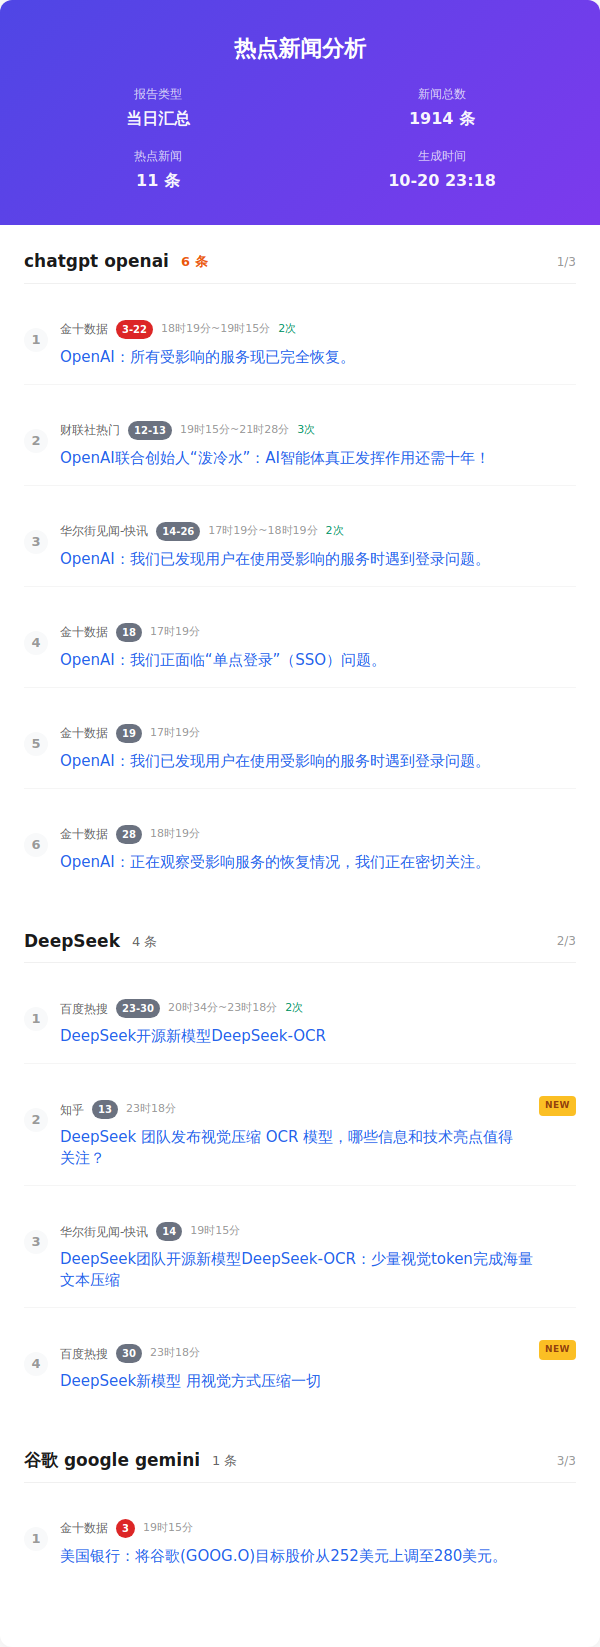 热点新闻分析
报告类型
新闻总数
当日汇总
1914 条
热点新闻
生成时间
11 条
10-20 23:18
chatgpt openai 6 条 1/3
1
金十数据 3-22 18时19分~19时15分 2次
OpenAI：所有受影响的服务现已完全恢复。
2
财联社热门 12-13 19时15分~21时28分 3次
OpenAI联合创始人“泼冷水”：AI智能体真正发挥作用还需十年！
3
华尔街见闻-快讯 14-26 17时19分~18时19分 2次
OpenAI：我们已发现用户在使用受影响的服务时遇到登录问题。
4
金十数据 18 17时19分
OpenAI：我们正面临“单点登录”（SSO）问题。
5
金十数据 19 17时19分
OpenAI：我们已发现用户在使用受影响的服务时遇到登录问题。
6
金十数据 28 18时19分
OpenAI：正在观察受影响服务的恢复情况，我们正在密切关注。
DeepSeek 4 条 2/3
1
百度热搜 23-30 20时34分~23时18分 2次
DeepSeek开源新模型DeepSeek-OCR
2
知乎 13 23时18分 NEW
DeepSeek 团队发布视觉压缩 OCR 模型，哪些信息和技术亮点值得
关注？
3
华尔街见闻-快讯 14 19时15分
DeepSeek团队开源新模型DeepSeek-OCR：少量视觉token完成海量
文本压缩
4
百度热搜 30 23时18分 NEW
DeepSeek新模型 用视觉方式压缩一切
谷歌 google gemini 1 条 3/3
1
金十数据 3 19时15分
美国银行：将谷歌(GOOG.O)目标股价从252美元上调至280美元。